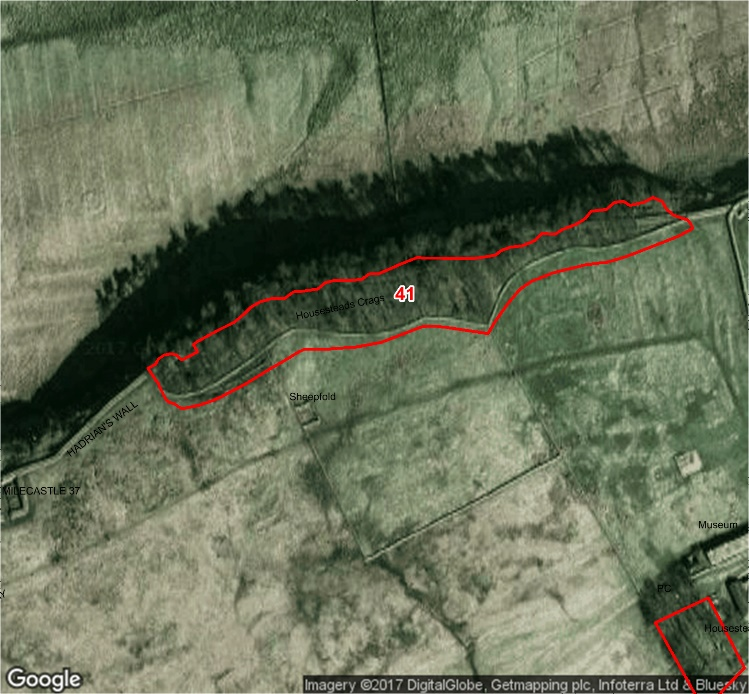 41
Housesteads Crags
HADRIAN'S WALL
Sheepfold
MILECASTLE 37
Museum
PC
Houseste
Google
Imagery ©2017 DigitalGlobe, Getmapping plc, Infoterra Ltd & Bluesky